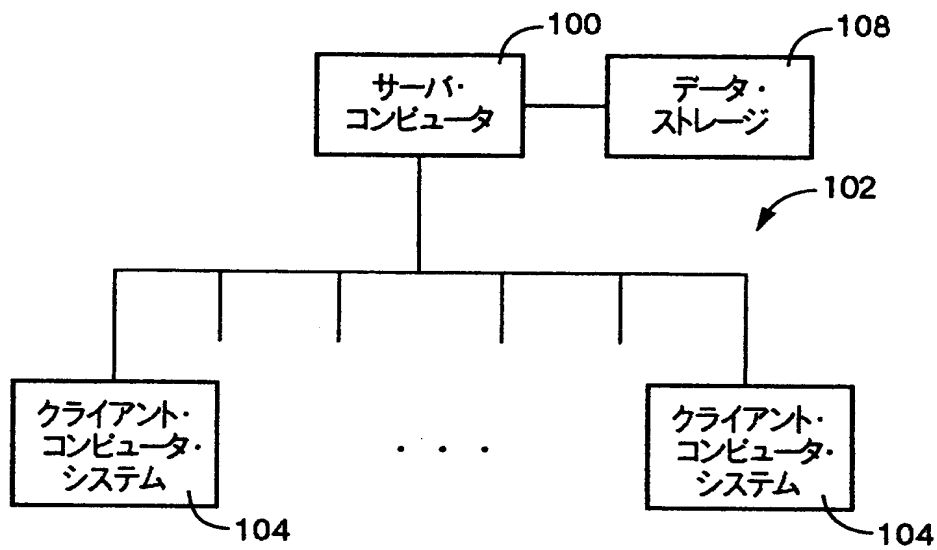 100
サーバ・
コンピュータ
108
データ・
ストレージ
102
クライアント・
コンピュータ・
システム
104
・・・
クライアント・
コンピュータ・
システム
104